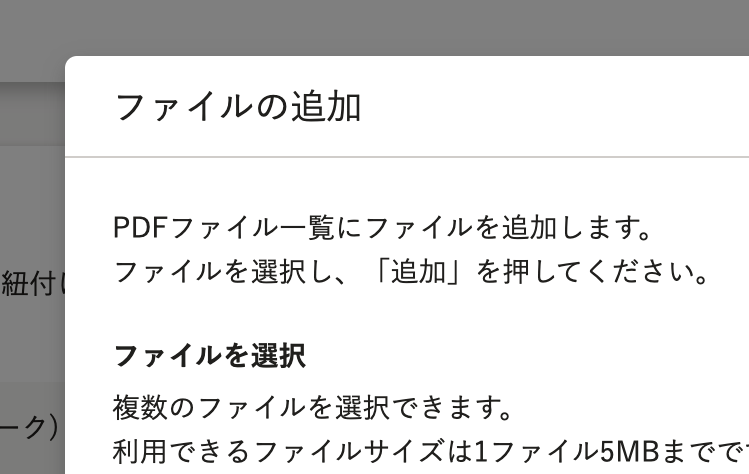 ファイルの追加
PDFファイル一覧にファイルを追加します。
ファイルを選択し、「追加」を押してください。
紐付
ファイルを選択
複数のファイルを選択できます。
ーク)
利用できるファイルサイズは1ファイル5MBまでで